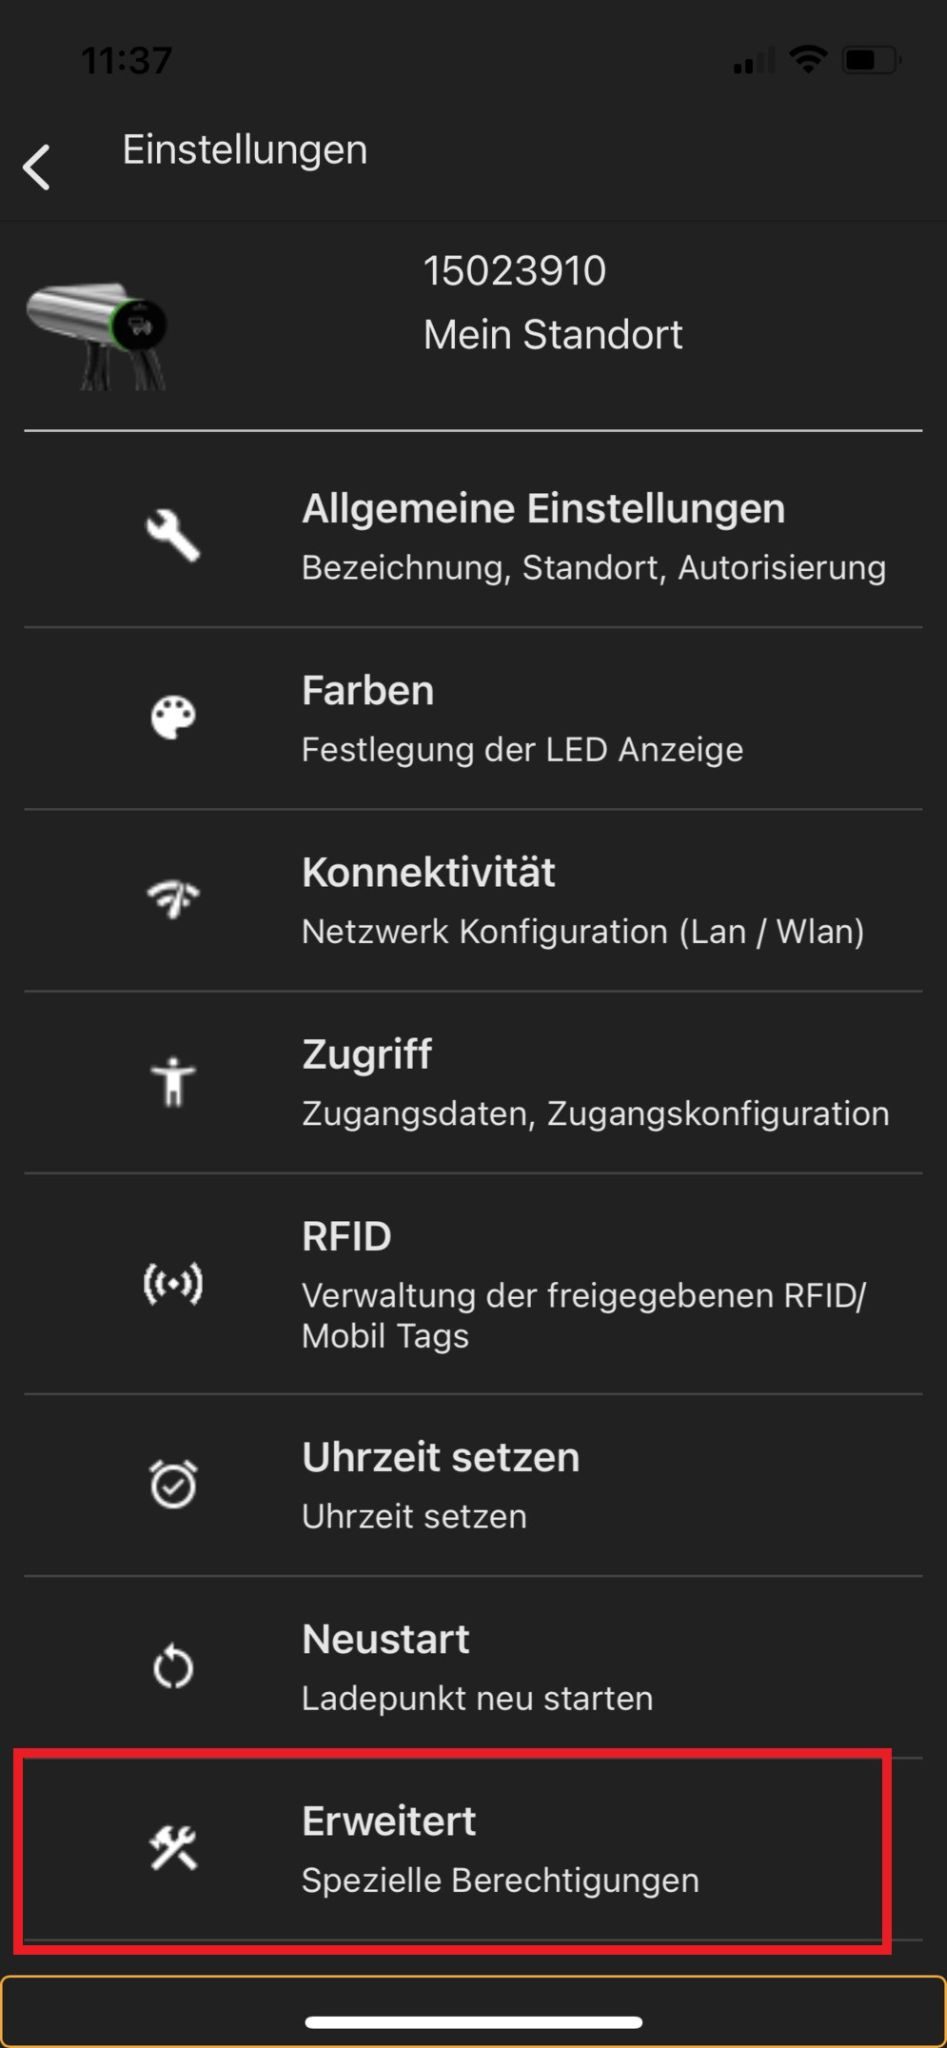 11:37
Einstellungen
15023910
Mein Standort
Allgemeine Einstellungen
Bezeichnung, Standort, Autorisierung
Farben
Festlegung der LED Anzeige
Konnektivität
Netzwerk Konfiguration (Lan / Wlan)
Zugriff
Zugangsdaten, Zugangskonfiguration
RFID
Verwaltung der freigegebenen RFID/
Mobil Tags
Uhrzeit setzen
Uhrzeit setzen
Neustart
Ladepunkt neu starten
Erweitert
Spezielle Berechtigungen